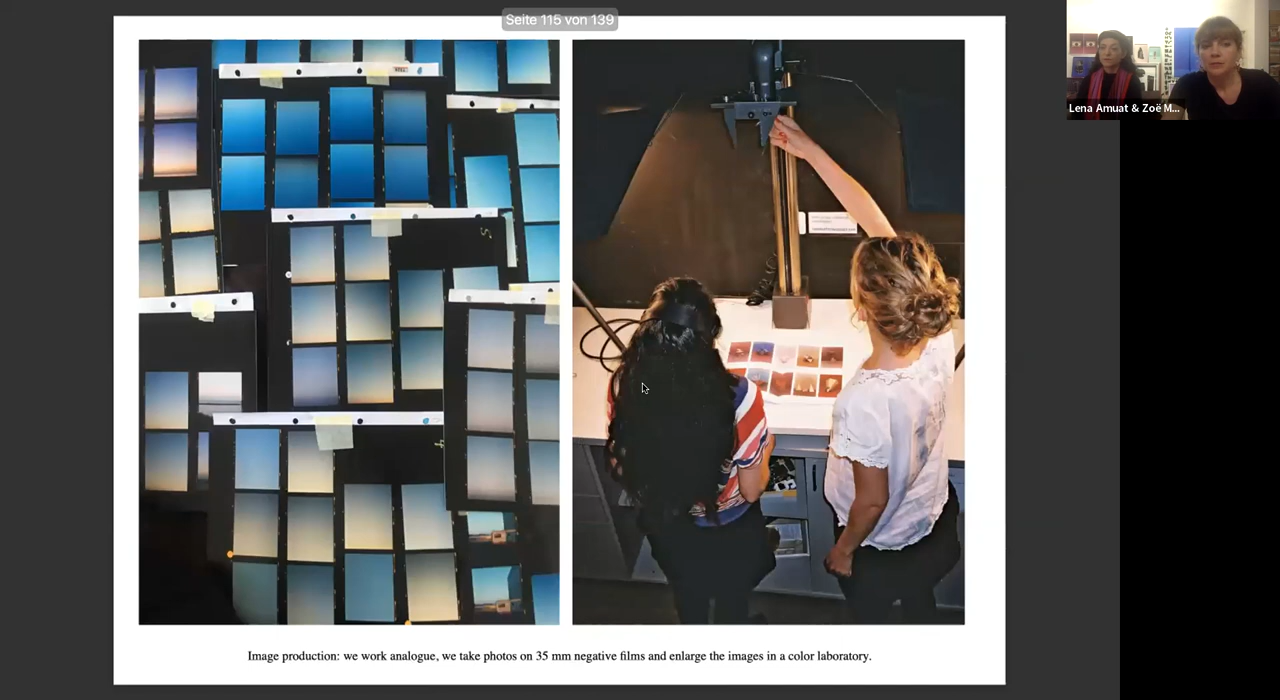 Seite 115 von 139
Lena Amuat & Zoë M...
Image production: we work analogue, we take photos on 35 mm negative films and enlarge the images in a color laboratory.